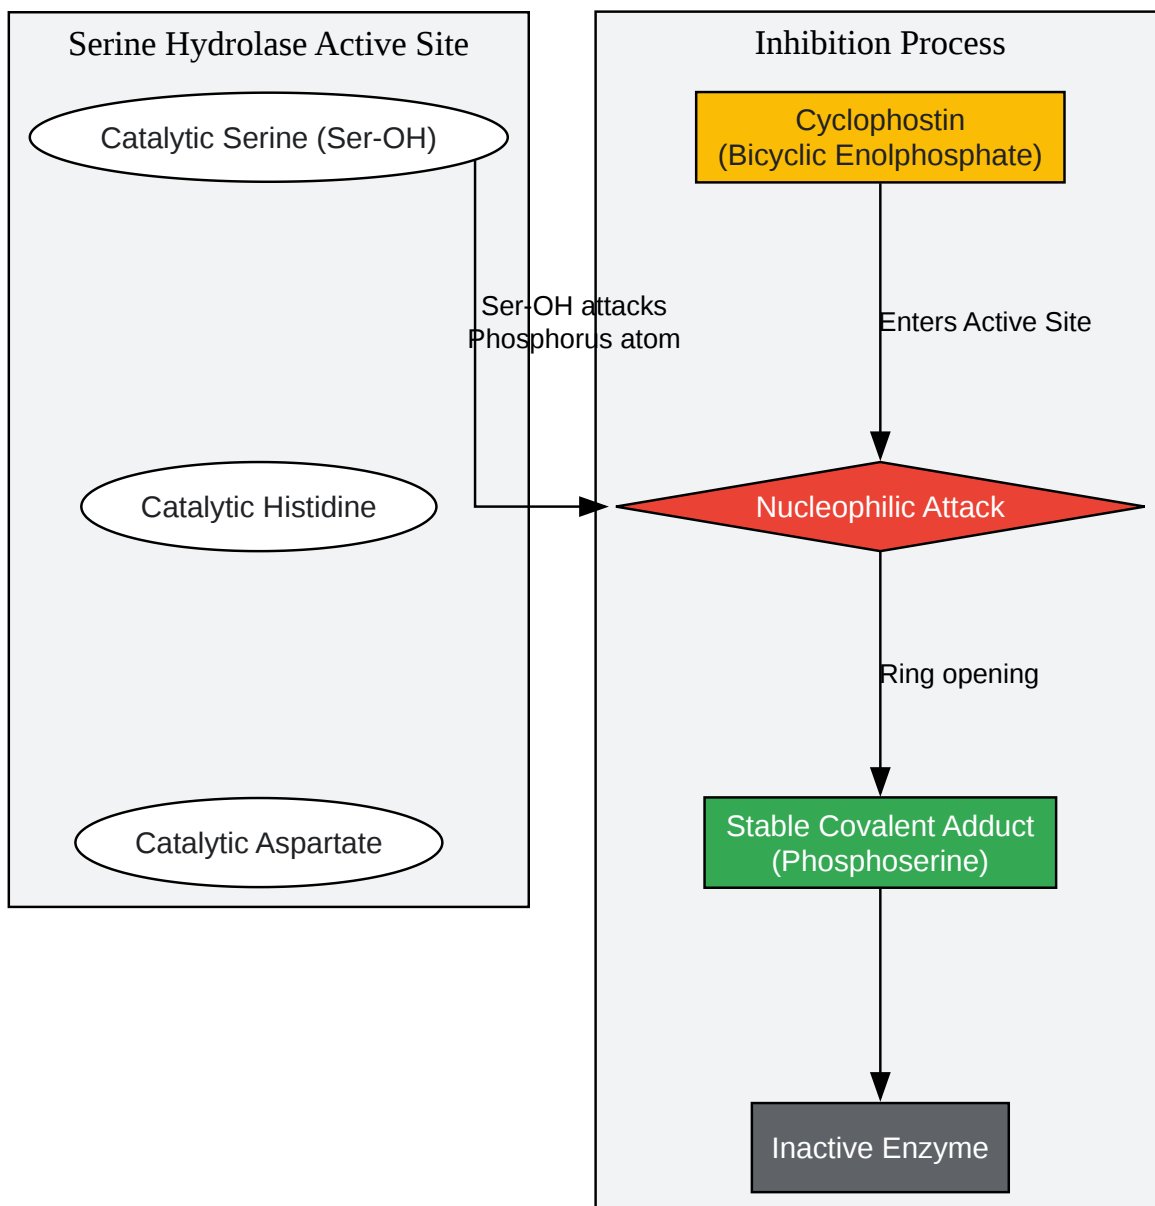 Serine Hydrolase Active Site
Catalytic Serine (Ser-OH)
Ser-OH attacks
Phosphorus atom
Catalytic Histidine
Catalytic Aspartate
Inhibition Process
Cyclophostin
(Bicyclic Enolphosphate)
Enters Active Site
Nucleophilic Attack
Ring opening
Stable Covalent Adduct
(Phosphoserine)
Inactive Enzyme